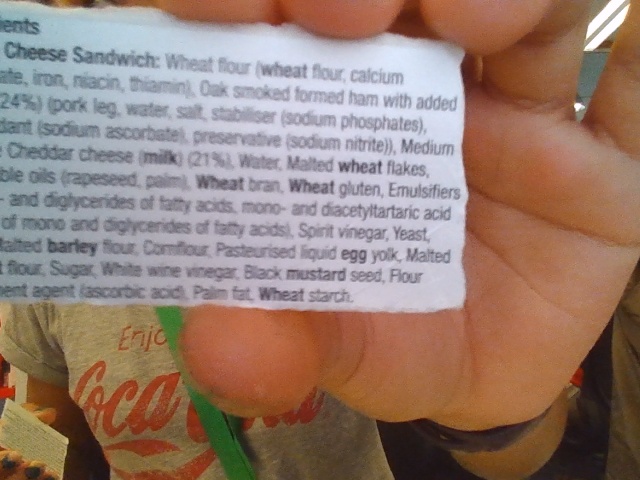 ients
Cheese Sandwich: Wheat flour (wheat flour, calcium
ate, iron, niacin, thiamin), Oak smoked formed ham with added
24%) (pork leg, water, salt, stabiliser (sodium phosphates),
dant (sodium ascorbate), preservative (sodium nitrite)), Medium
e Cheddar cheese (milk) (21%), Water, Malted wheat flakes,
ble oils (rapeseed, palm), Wheat bran, Wheat gluten, Emulsifiers
- and diglycerides of fatty acids, mono- and diacetyltartaric acid
of mono and diglycerides of fatty acids), Spirit vinegar, Yeast,
Malted barley flour, Cornflour, Pasteurised liquid egg yolk, Malted
t flour, Sugar, White wine vinegar, Black mustard seed, Flour
ment agent (ascorbic acid), Palm fat, Wheat starch.
Enjo
Coca